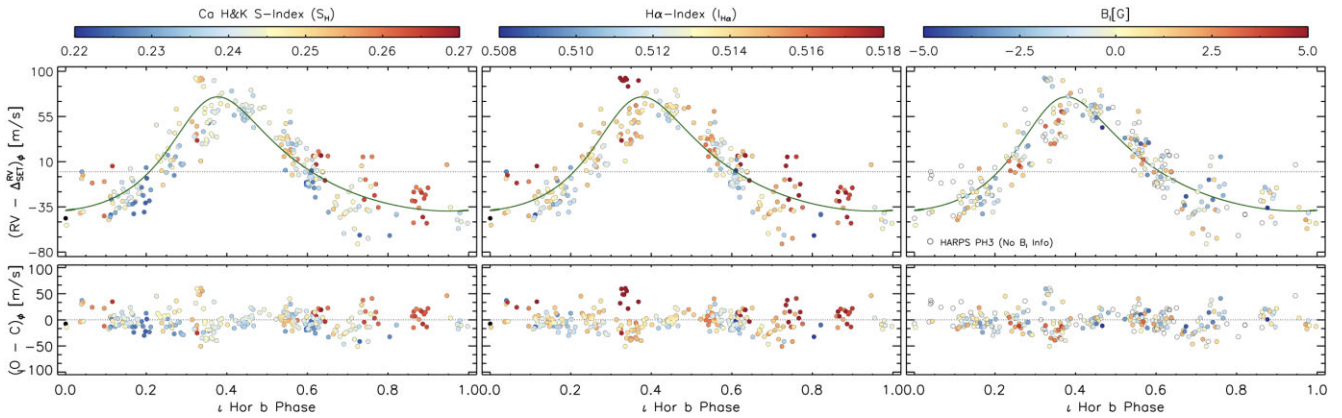 Ca H&K S-Index (S_H)
Hα-Index (I_Hα)
B_l[G]
0.22 0.23 0.24 0.25 0.26 0.27
0.508 0.510 0.512 0.514 0.516 0.518
-5.0 -2.5 0.0 2.5 5.0
(RV - Δ^RV_SET)_ϕ [m/s]
100
55
10
-35
-80
HARPS PH3 (No B_l Info)
(O - C)_ϕ [m/s]
100
50
0
-50
-100
0.0 0.2 0.4 0.6 0.8 1.0
0.0 0.2 0.4 0.6 0.8 1.0
0.0 0.2 0.4 0.6 0.8 1.0
ι Hor b Phase
ι Hor b Phase
ι Hor b Phase